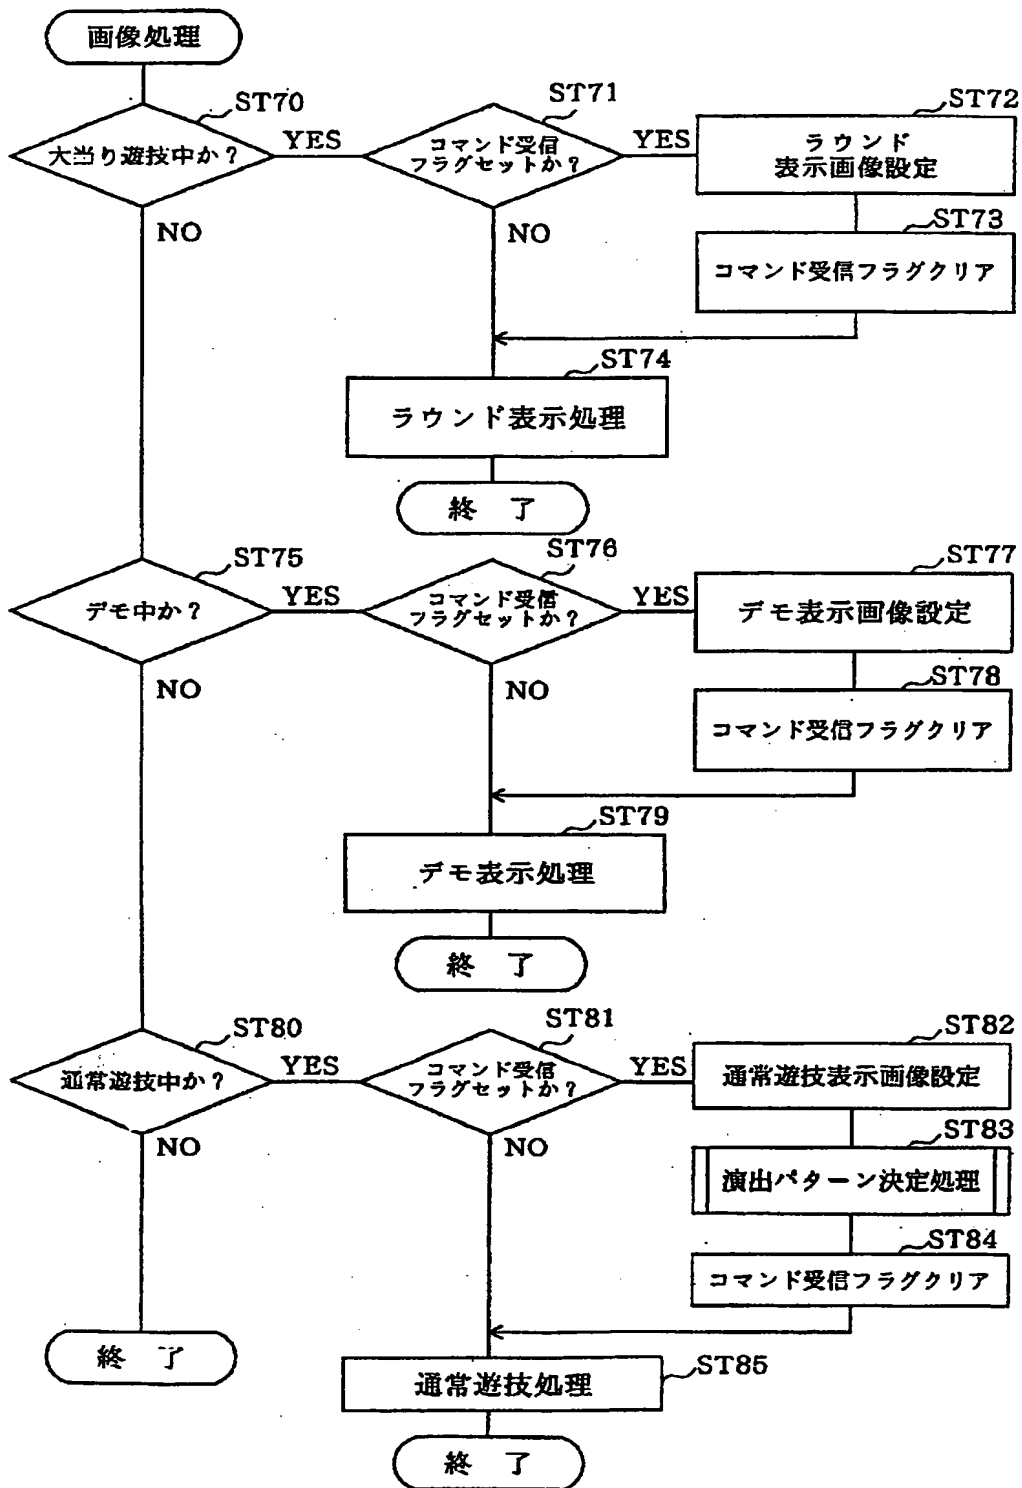 画像処理
ST70
大当り遊技中か？
YES
NO
ST71
コマンド受信
フラグセットか？
YES
NO
ST72
ラウンド
表示画像設定
ST73
コマンド受信フラグクリア
ST74
ラウンド表示処理
終 了
ST75
デモ中か？
YES
NO
ST76
コマンド受信
フラグセットか？
YES
NO
ST77
デモ表示画像設定
ST78
コマンド受信フラグクリア
ST79
デモ表示処理
終 了
ST80
通常遊技中か？
YES
NO
終 了
ST81
コマンド受信
フラグセットか？
YES
NO
ST82
通常遊技表示画像設定
ST83
演出パターン決定処理
ST84
コマンド受信フラグクリア
ST85
通常遊技処理
終 了